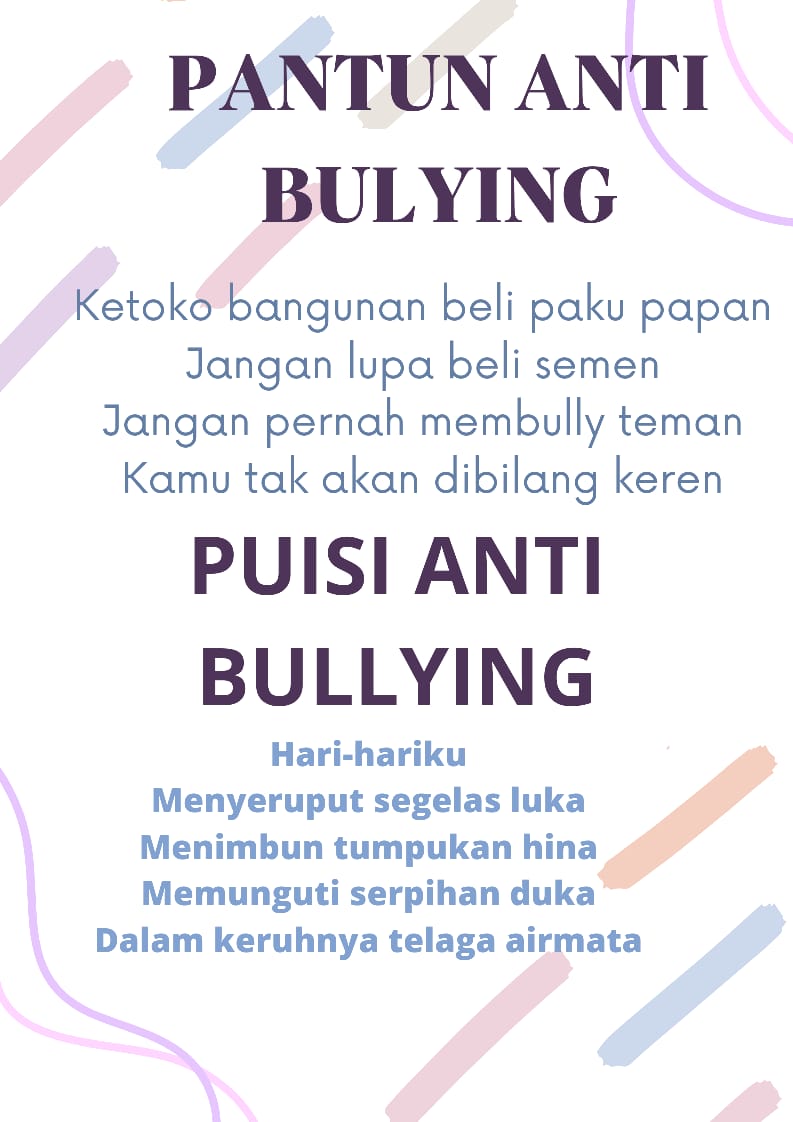 PANTUN ANTI
BULYING
Ketoko bangunan beli paku papan
Jangan lupa beli semen
Jangan pernah membully teman
Kamu tak akan dibilang keren
PUISI ANTI
BULLYING
Hari-hariku
Menyeruput segelas luka
Menimbun tumpukan hina
Memunguti serpihan duka
Dalam keruhnya telaga airmata